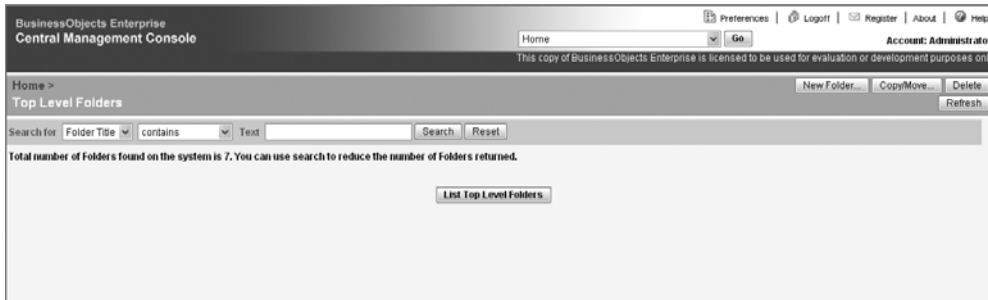 BusinessObjects Enterprise
Central Management Console
Preferences | Logoff | Register | About | Help
Home Go Account: Administrato
This copy of BusinessObjects Enterprise is licensed to be used for evaluation or development purposes onl
Home > New Folder... Copy/Move... Delete
Top Level Folders Refresh
Search for Folder Title contains Text Search Reset
Total number of Folders found on the system is 7. You can use search to reduce the number of Folders returned.
List Top Level Folders